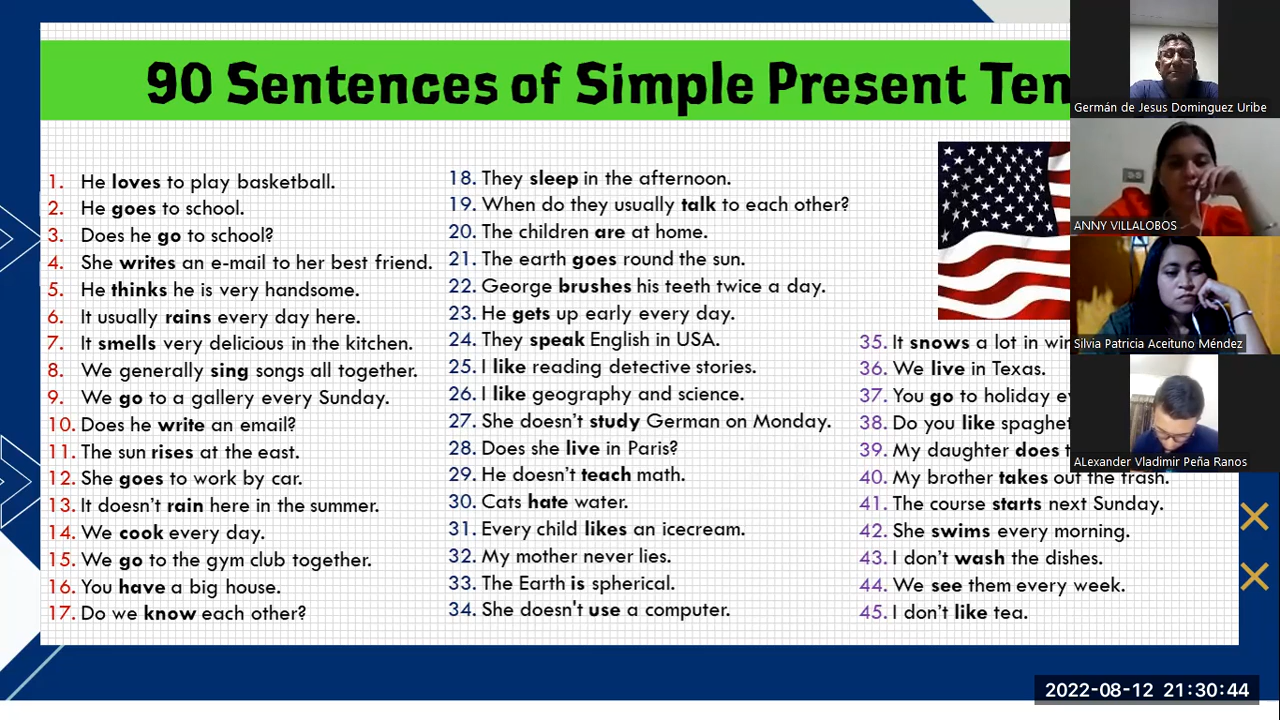 90 Sentences of Simple Present Ten
1. He loves to play basketball.
2. He goes to school.
3. Does he go to school?
4. She writes an e-mail to her best friend.
5. He thinks he is very handsome.
6. It usually rains every day here.
7. It smells very delicious in the kitchen.
8. We generally sing songs all together.
9. We go to a gallery every Sunday.
10. Does he write an email?
11. The sun rises at the east.
12. She goes to work by car.
13. It doesn't rain here in the summer.
14. We cook every day.
15. We go to the gym club together.
16. You have a big house.
17. Do we know each other?
18. They sleep in the afternoon.
19. When do they usually talk to each other?
20. The children are at home.
21. The earth goes round the sun.
22. George brushes his teeth twice a day.
23. He gets up early every day.
24. They speak English in USA.
25. I like reading detective stories.
26. I like geography and science.
27. She doesn't study German on Monday.
28. Does she live in Paris?
29. He doesn't teach math.
30. Cats hate water.
31. Every child likes an icecream.
32. My mother never lies.
33. The Earth is spherical.
34. She doesn't use a computer.
35. It snows a lot in
36. We live in Texas.
37. You go to holiday
38. Do you like
39. My daughter does
40. My brother takes out the trash.
41. The course starts next Sunday.
42. She swims every morning.
43. I don't wash the dishes.
44. We see them every week.
45. I don't like tea.
Germán de Jesus Dominguez Uribe
ANNY VILLALOBOS
Silvia Patricia Aceituno Méndez
ALexander Vladimir Peña Ranos
2022-08-12 21:30:44